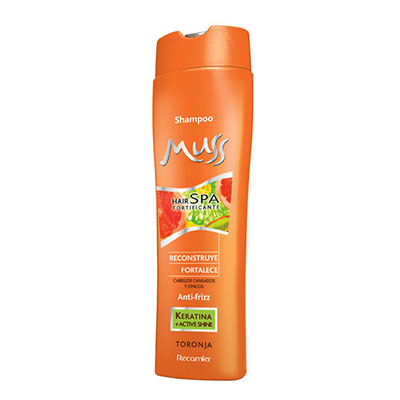 Shampoo
Muss
HAIR SPA
FORTIFICANTE
RECONSTRUYE
FORTALECE
CABELLOS CANSADOS
Y OPACOS
Anti-frizz
KERATINA
+ ACTIVE SHINE
TORONJA
Recamier